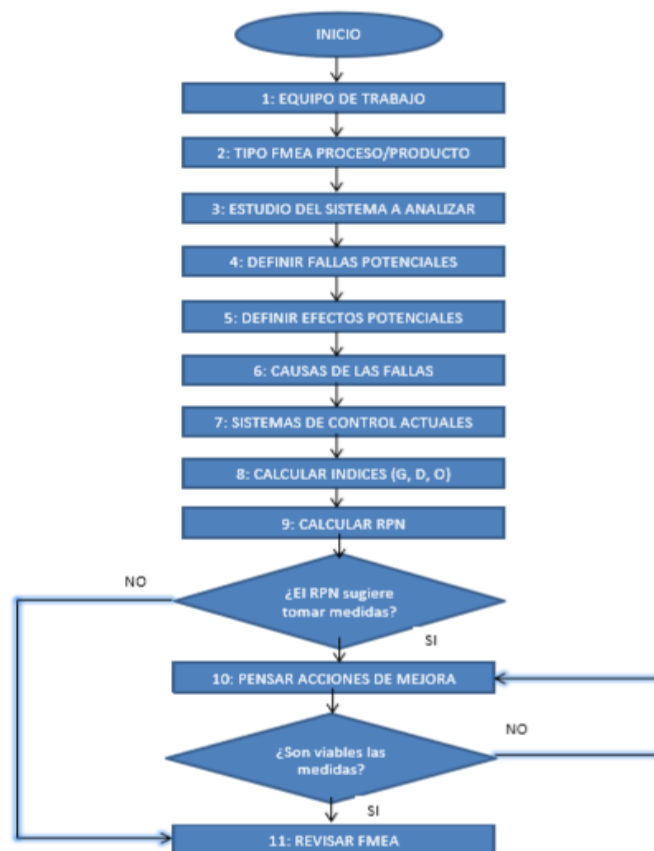 INICIO
1: EQUIPO DE TRABAJO
2: TIPO FMEA PROCESO/PRODUCTO
3: ESTUDIO DEL SISTEMA A ANALIZAR
4: DEFINIR FALLAS POTENCIALES
5: DEFINIR EFECTOS POTENCIALES
6: CAUSAS DE LAS FALLAS
7: SISTEMAS DE CONTROL ACTUALES
8: CALCULAR INDICES (G, D, O)
9: CALCULAR RPN
NO
¿El RPN sugiere
tomar medidas?
SI
10: PENSAR ACCIONES DE MEJORA
NO
¿Son viables las
medidas?
SI
11: REVISAR FMEA